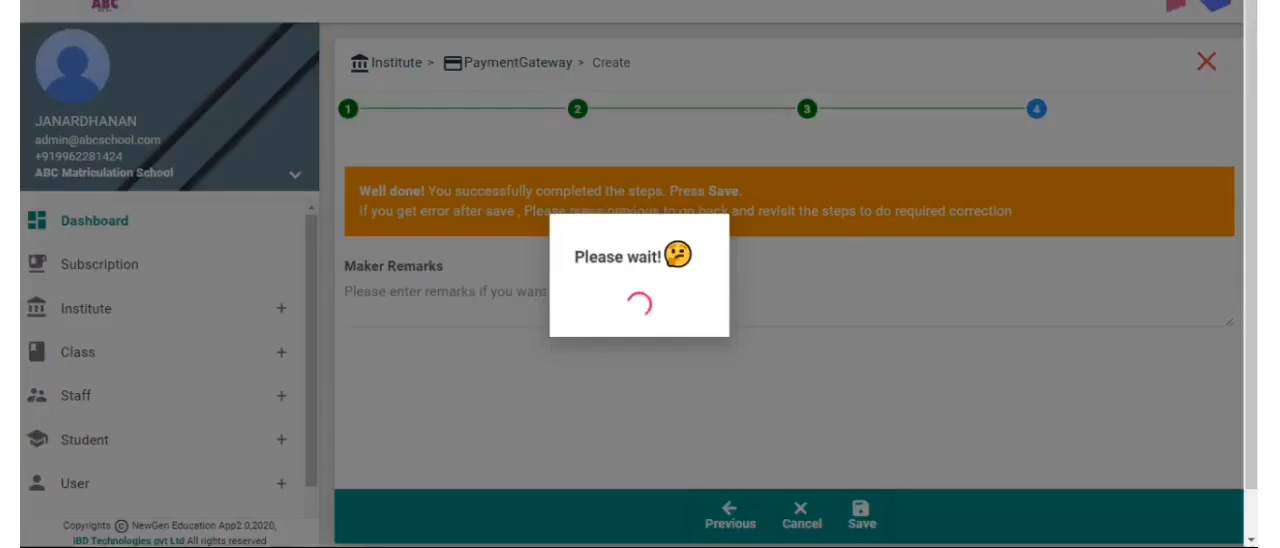 ABC
JANARDHANAN
admin@abcschool.com
+919962281424
ABC Matriculation School
Dashboard
Subscription
Institute +
Class +
Staff +
Student +
User +
Copyrights © NewGen Education App2.0,2020,
iBD Technologies pvt Ltd All rights reserved
Institute > PaymentGateway > Create
1 2 3 4
Well done! You successfully completed the steps. Press Save.
If you get error after save , Please press previous to go back and revisit the steps to do required correction
Please wait!
Maker Remarks
Please enter remarks if you want
Previous Cancel Save